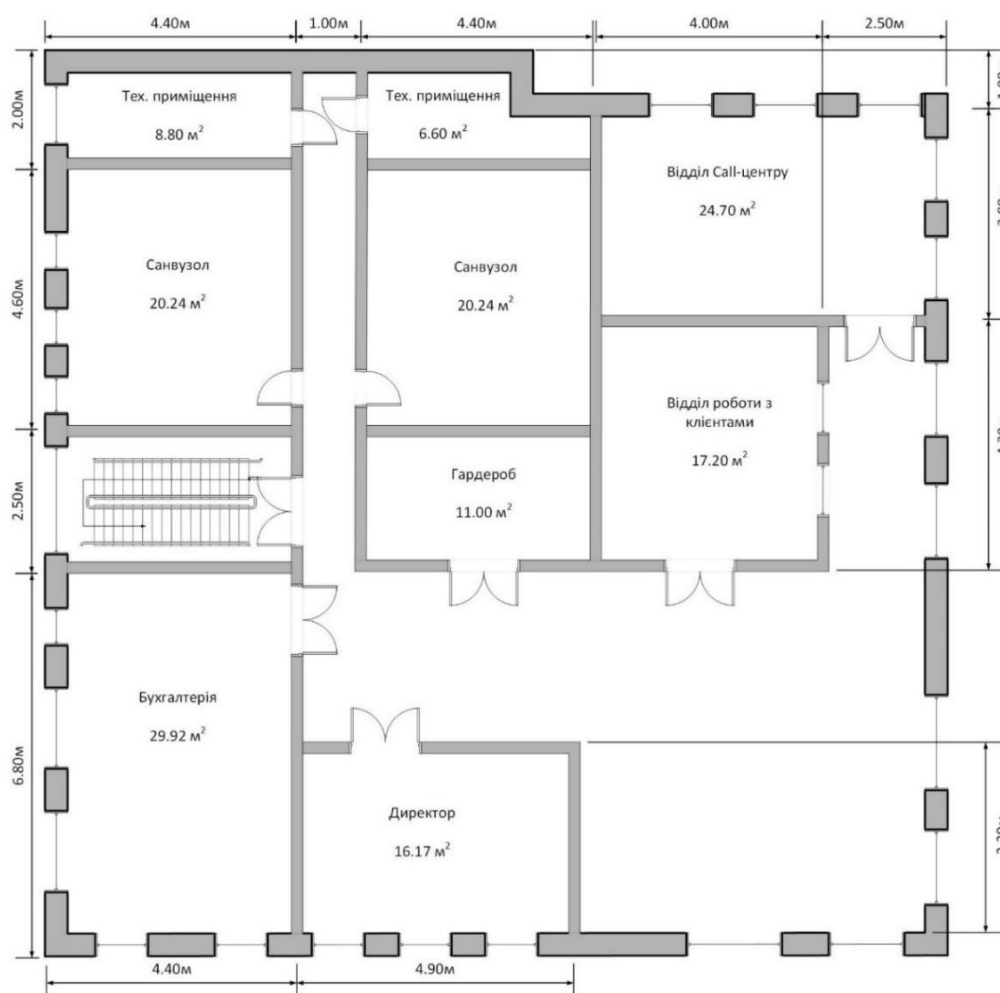 4.40м
1.00м
4.40м
4.00м
2.50м
2.00м
Тех. приміщення
8.80 м²
Тех. приміщення
6.60 м²
Відділ Call-центру
24.70 м²
4.60м
Санвузол
20.24 м²
Санвузол
20.24 м²
Відділ роботи з
клієнтами
17.20 м²
2.50м
Гардероб
11.00 м²
6.80м
Бухгалтерія
29.92 м²
Директор
16.17 м²
4.40м
4.90м